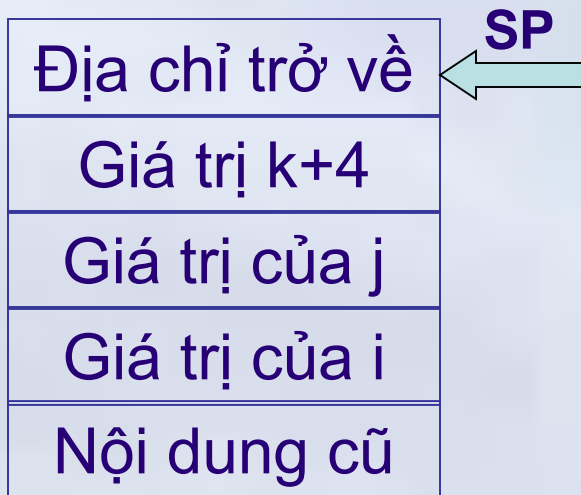 SP
Địa chỉ trở về
Giá trị k+4
Giá trị của j
Giá trị của i
Nội dung cũ